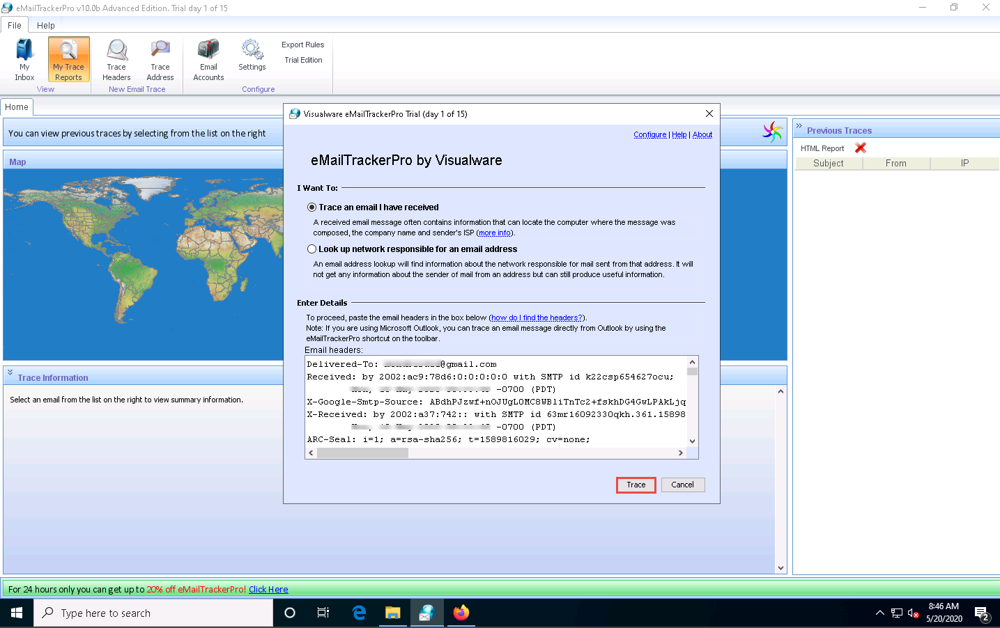 eMailTrackerPro v10.0b Advanced Edition. Trial day 1 of 15
File Help
My Inbox
My Trace Reports
Trace Headers
Trace Address
Email Accounts
Settings
Export Rules
Trial Edition
View
New Email Trace
Configure
Home
You can view previous traces by selecting from the list on the right
Map
Visualware eMailTrackerPro Trial (day 1 of 15)
Configure | Help | About
eMailTrackerPro by Visualware
I Want To:
Trace an email I have received
A received email message often contains information that can locate the computer where the message was
composed, the company name and sender's ISP (more info).
Look up network responsible for an email address
An email address lookup will find information about the network responsible for mail sent from that address. It will
not get any information about the sender of mail from an address but can still produce useful information.
Enter Details
To proceed, paste the email headers in the box below (how do I find the headers?).
Note: If you are using Microsoft Outlook, you can trace an email message directly from Outlook by using the
eMailTrackerPro shortcut on the toolbar.
Email headers:
Delivered-To: @gmail.com
Received: by 2002:ac9:78d6:0:0:0:0:0 with SMTP id k22csp654627ocu;
-0700 (PDT)
X-Google-Smtp-Source: ABdhPJzwf+nOJUgLOMC8WBliTnTc2+fskhDG4GwLPAkLjq
X-Received: by 2002:a37:742:: with SMTP id 63mr16092330qkh.361.15898
-0700 (PDT)
ARC-Seal: i=1; a=rsa-sha256; t=1589816029; cv=none;
Trace Cancel
Previous Traces
HTML Report
Subject From IP
Trace Information
Select an email from the list on the right to view summary information.
For 24 hours only you can get up to 20% off eMailTrackerPro! Click Here
Type here to search
8:46 AM
5/20/2020
2